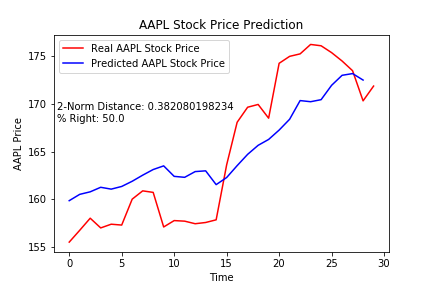 AAPL Stock Price Prediction
Real AAPL Stock Price
Predicted AAPL Stock Price
2-Norm Distance: 0.382080198234
% Right: 50.0
AAPL Price
175
170
165
160
155
0 5 10 15 20 25 30
Time